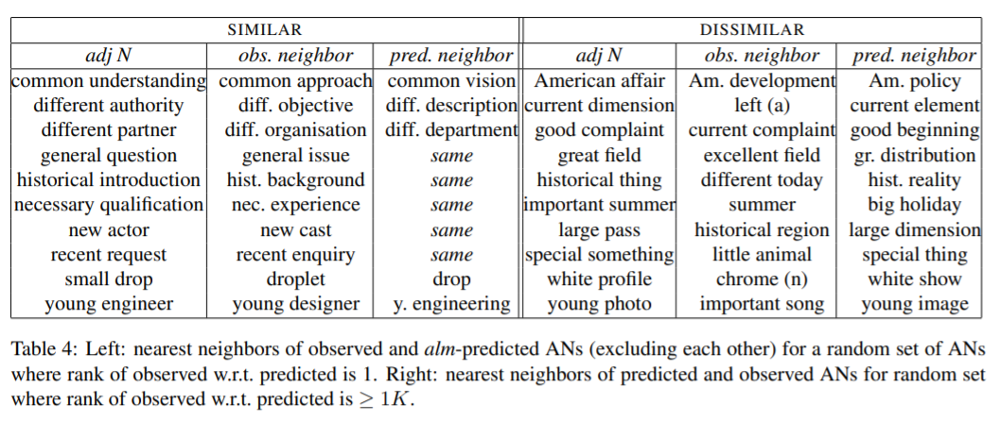 SIMILAR DISSIMILAR
adj N obs. neighbor pred. neighbor adj N obs. neighbor pred. neighbor
common understanding common approach common vision American affair Am. development Am. policy
different authority diff. objective diff. description current dimension left (a) current element
different partner diff. organisation diff. department good complaint current complaint good beginning
general question general issue same great field excellent field gr. distribution
historical introduction hist. background same historical thing different today hist. reality
necessary qualification nec. experience same important summer summer big holiday
new actor new cast same large pass historical region large dimension
recent request recent enquiry same special something little animal special thing
small drop droplet drop white profile chrome (n) white show
young engineer young designer y. engineering young photo important song young image
Table 4: Left: nearest neighbors of observed and alm-predicted ANs (excluding each other) for a random set of ANs
where rank of observed w.r.t. predicted is 1. Right: nearest neighbors of predicted and observed ANs for random set
where rank of observed w.r.t. predicted is ≥ 1K.